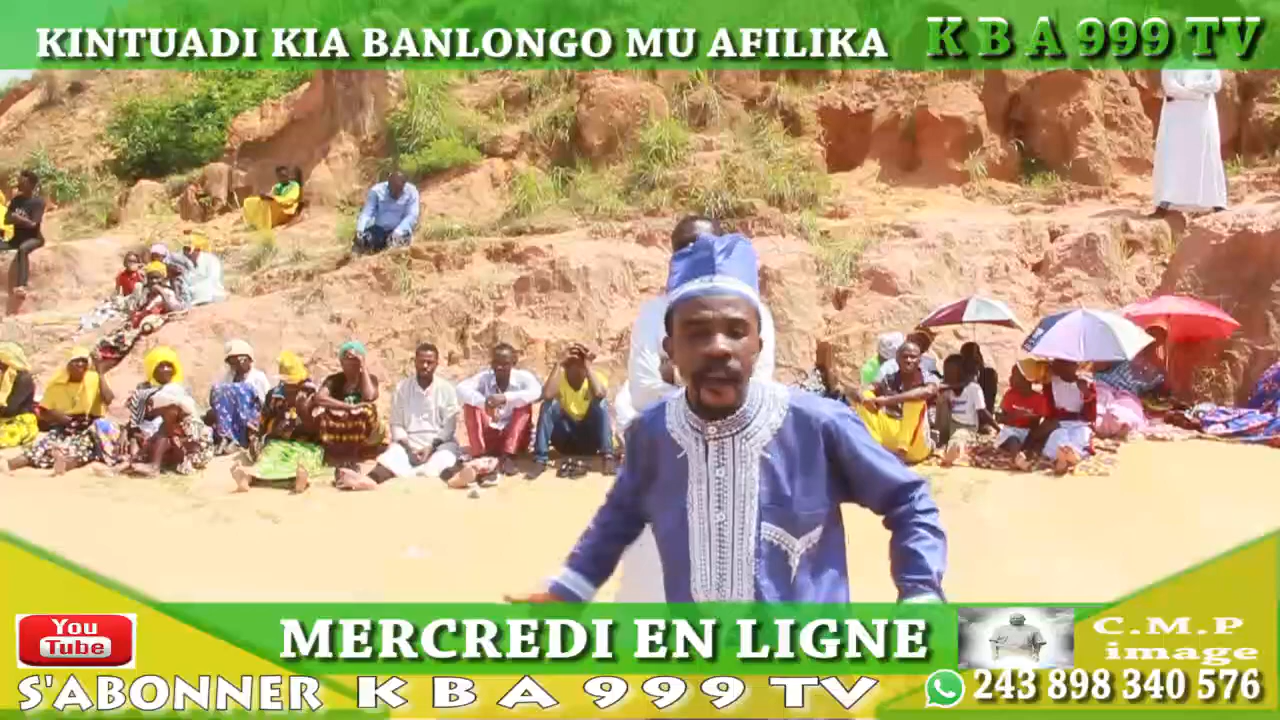 KINTUADI KIA BANLONGO MU AFILIKA
K B A 999 TV
MERCREDI EN LIGNE
You
Tube
C.M.P
image
S'ABONNER K B A 999 TV
243 898 340 576